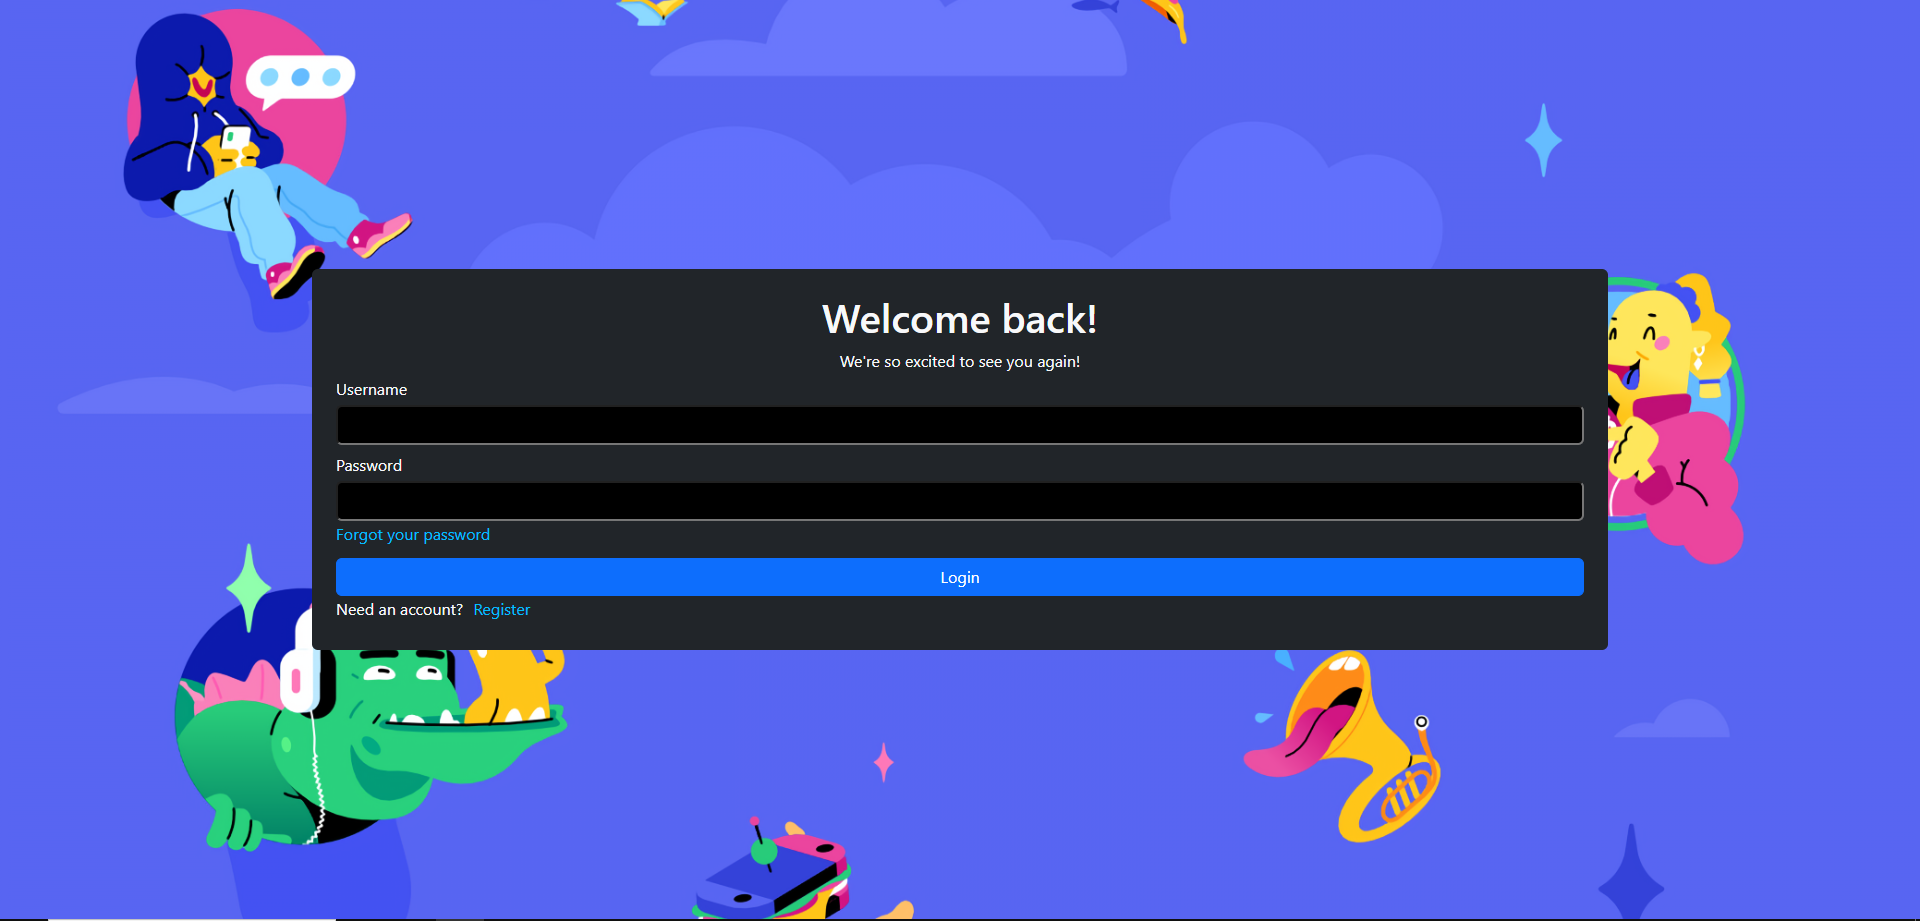 Welcome back!
We're so excited to see you again!
Username
Password
Forgot your password
Login
Need an account? Register